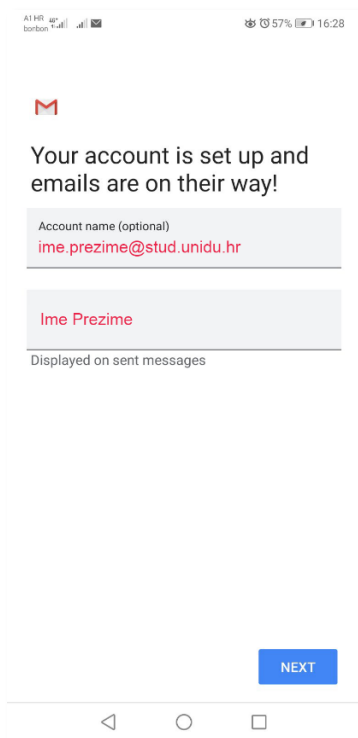 A1 HR 4G+ 57% 16:28
bonbon
Your account is set up and
emails are on their way!
Account name (optional)
ime.prezime@stud.unidu.hr
Ime Prezime
Displayed on sent messages
NEXT